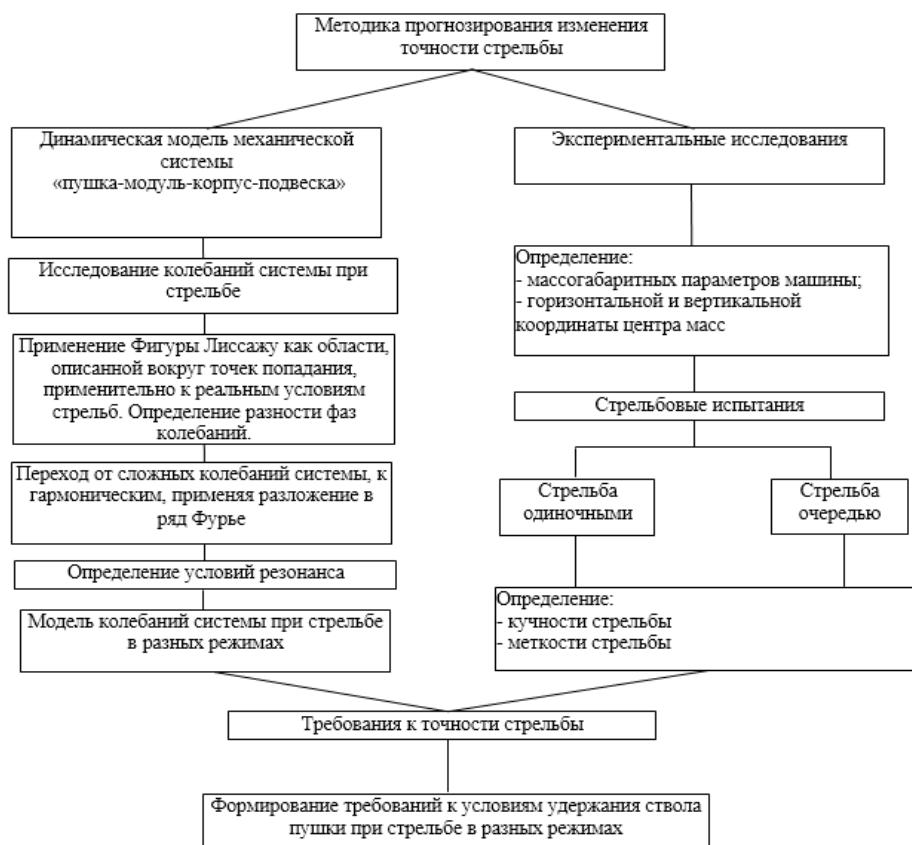 Методика прогнозирования изменения
точности стрельбы
Динамическая модель механической
системы
«пушка-модуль-корпус-подвеска»
Исследование колебаний системы при
стрельбе
Применение Фигуры Лиссажу как области,
описанной вокруг точек попадания,
применительно к реальным условиям
стрельб. Определение разности фаз
колебаний.
Переход от сложных колебаний системы, к
гармоническим, применяя разложение в
ряд Фурье
Определение условий резонанса
Модель колебаний системы при стрельбе
в разных режимах
Экспериментальные исследования
Определение:
- массогабаритных параметров машины;
- горизонтальной и вертикальной
координаты центра масс
Стрельбовые испытания
Стрельба
одиночными
Стрельба
очередью
Определение:
- кучности стрельбы
- меткости стрельбы
Требования к точности стрельбы
Формирование требований к условиям удержания ствола
пушки при стрельбе в разных режимах